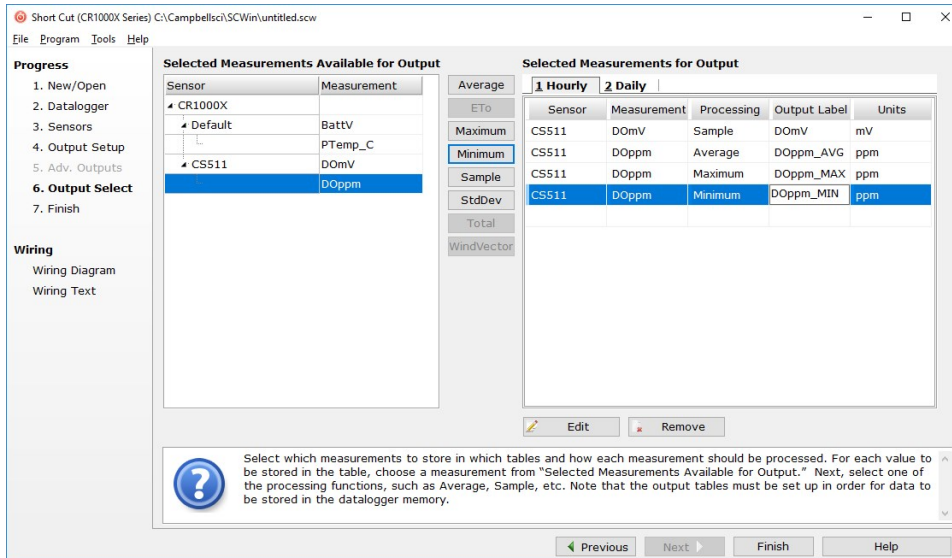 Short Cut (CR1000X Series) C:\Campbellsci\SCWin\untitled.scw
File Program Tools Help
Progress
1. New/Open
2. Datalogger
3. Sensors
4. Output Setup
5. Adv. Outputs
6. Output Select
7. Finish
Wiring
Wiring Diagram
Wiring Text
Selected Measurements Available for Output
Sensor Measurement
CR1000X
Default BattV
PTemp_C
CS511 DOmV
DOppm
Average
ETo
Maximum
Minimum
Sample
StdDev
Total
WindVector
Selected Measurements for Output
1 Hourly 2 Daily
Sensor Measurement Processing Output Label Units
CS511 DOmV Sample DOmV mV
CS511 DOppm Average DOppm_AVG ppm
CS511 DOppm Maximum DOppm_MAX ppm
CS511 DOppm Minimum DOppm_MIN ppm
Edit Remove
Select which measurements to store in which tables and how each measurement should be processed. For each value to
be stored in the table, choose a measurement from “Selected Measurements Available for Output.” Next, select one of
the processing functions, such as Average, Sample, etc. Note that the output tables must be set up in order for data to
be stored in the datalogger memory.
Previous Next Finish Help